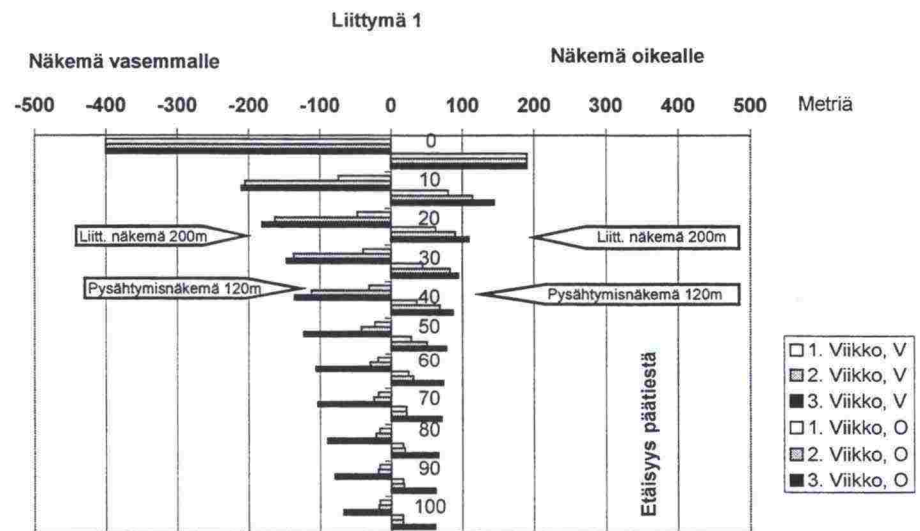 Liittymä 1
Näkemä vasemmalle
Näkemä oikealle
-500 -400 -300 -200 -100 0 100 200 300 400 500 Metriä
0
10
20
Liitt. näkemä 200m
Liitt. näkemä 200m
30
Pysähtymisnäkemä 120m
40
Pysähtymisnäkemä 120m
50
60
70
80
90
100
Etäisyys päätiestä
1. Viikko, V
2. Viikko, V
3. Viikko, V
1. Viikko, O
2. Viikko, O
3. Viikko, O